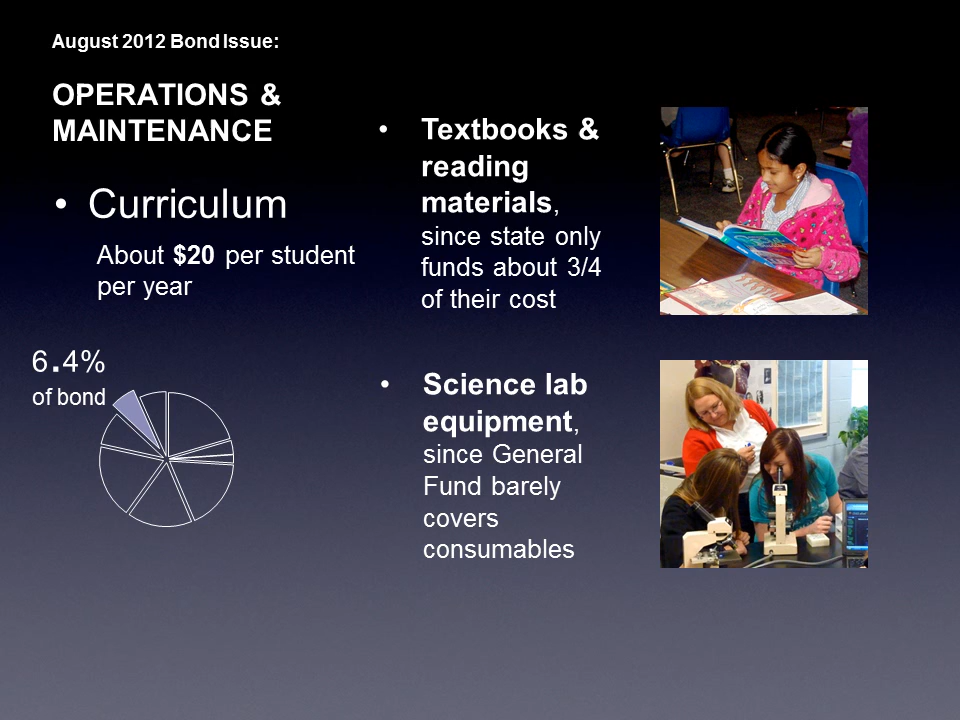 August 2012 Bond Issue:
OPERATIONS &
MAINTENANCE
• Curriculum
About $20 per student
per year
6.4%
of bond
• Textbooks &
reading
materials,
since state only
funds about 3/4
of their cost
• Science lab
equipment,
since General
Fund barely
covers
consumables